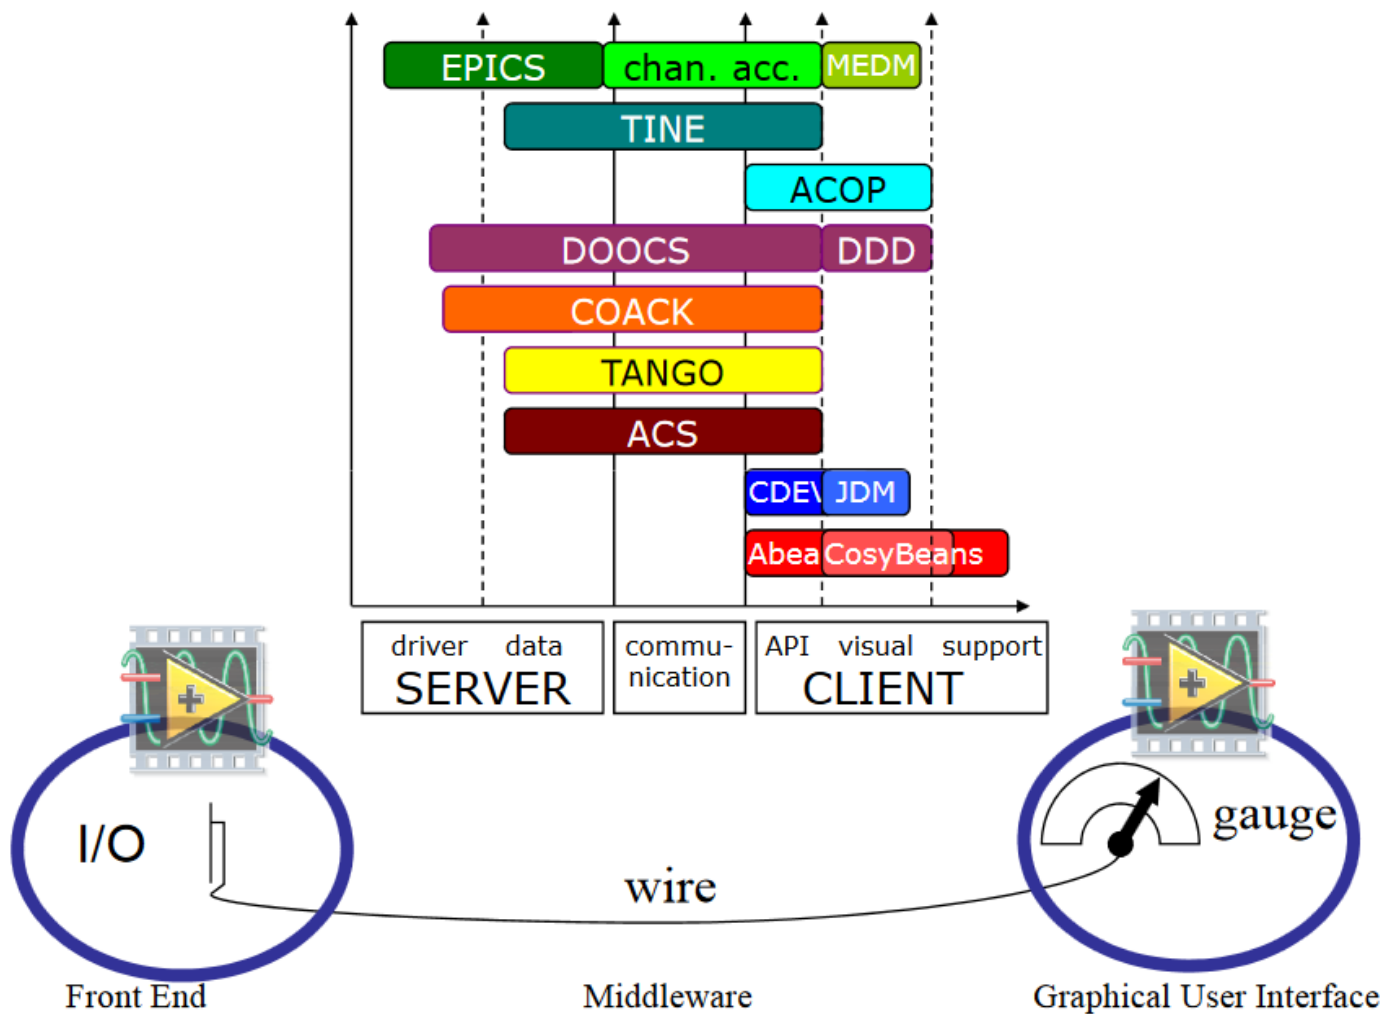 EPICS chan. acc. MEDM
TINE
ACOP
DOOCS DDD
COACK
TANGO
ACS
CDEV JDM
Abea CosyBeans
driver data
SERVER
commu-
nication
API visual support
CLIENT
I/O
wire
gauge
Front End
Middleware
Graphical User Interface